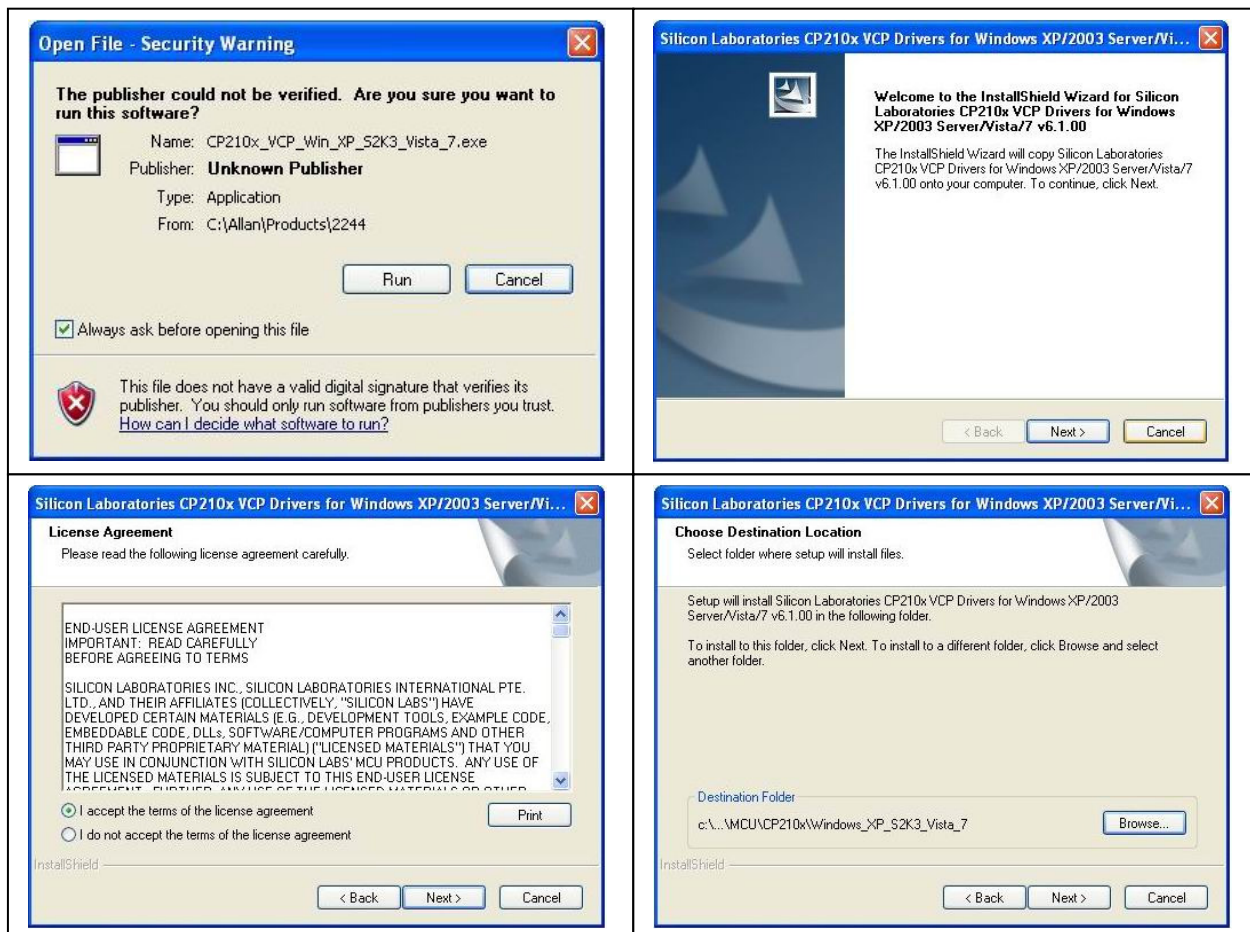 Open File - Security Warning
The publisher could not be verified. Are you sure you want to
run this software?
Name: CP210x_VCP_Win_XP_S2K3_Vista_7.exe
Publisher: Unknown Publisher
Type: Application
From: C:\Allan\Products\2244
Run Cancel
Always ask before opening this file
This file does not have a valid digital signature that verifies its
publisher. You should only run software from publishers you trust.
How can I decide what software to run?
Silicon Laboratories CP210x VCP Drivers for Windows XP/2003 Server/Vi...
Welcome to the InstallShield Wizard for Silicon
Laboratories CP210x VCP Drivers for Windows
XP/2003 Server/Vista/7 v6.1.00
The InstallShield Wizard will copy Silicon Laboratories
CP210x VCP Drivers for Windows XP/2003 Server/Vista/7
v6.1.00 onto your computer. To continue, click Next.
< Back Next > Cancel
Silicon Laboratories CP210x VCP Drivers for Windows XP/2003 Server/Vi...
License Agreement
Please read the following license agreement carefully.
END-USER LICENSE AGREEMENT
IMPORTANT: READ CAREFULLY
BEFORE AGREEING TO TERMS
SILICON LABORATORIES INC., SILICON LABORATORIES INTERNATIONAL PTE.
LTD., AND THEIR AFFILIATES (COLLECTIVELY, "SILICON LABS") HAVE
DEVELOPED CERTAIN MATERIALS (E.G., DEVELOPMENT TOOLS, EXAMPLE CODE,
EMBEDDABLE CODE, DLLs, SOFTWARE/COMPUTER PROGRAMS AND OTHER
THIRD PARTY PROPRIETARY MATERIAL) ("LICENSED MATERIALS") THAT YOU
MAY USE IN CONJUNCTION WITH SILICON LABS' MCU PRODUCTS. ANY USE OF
THE LICENSED MATERIALS IS SUBJECT TO THIS END-USER LICENSE
AGREEMENT. FURTHER, ANY USE OF THE LICENSED MATERIALS OR OTHER
I accept the terms of the license agreement
Print
I do not accept the terms of the license agreement
InstallShield
< Back Next > Cancel
Silicon Laboratories CP210x VCP Drivers for Windows XP/2003 Server/Vi...
Choose Destination Location
Select folder where setup will install files.
Setup will install Silicon Laboratories CP210x VCP Drivers for Windows XP/2003
Server/Vista/7 v6.1.00 in the following folder.
To install to this folder, click Next. To install to a different folder, click Browse and select
another folder.
Destination Folder
c:\...\MCU\CP210x\Windows_XP_S2K3_Vista_7
Browse...
InstallShield
< Back Next > Cancel